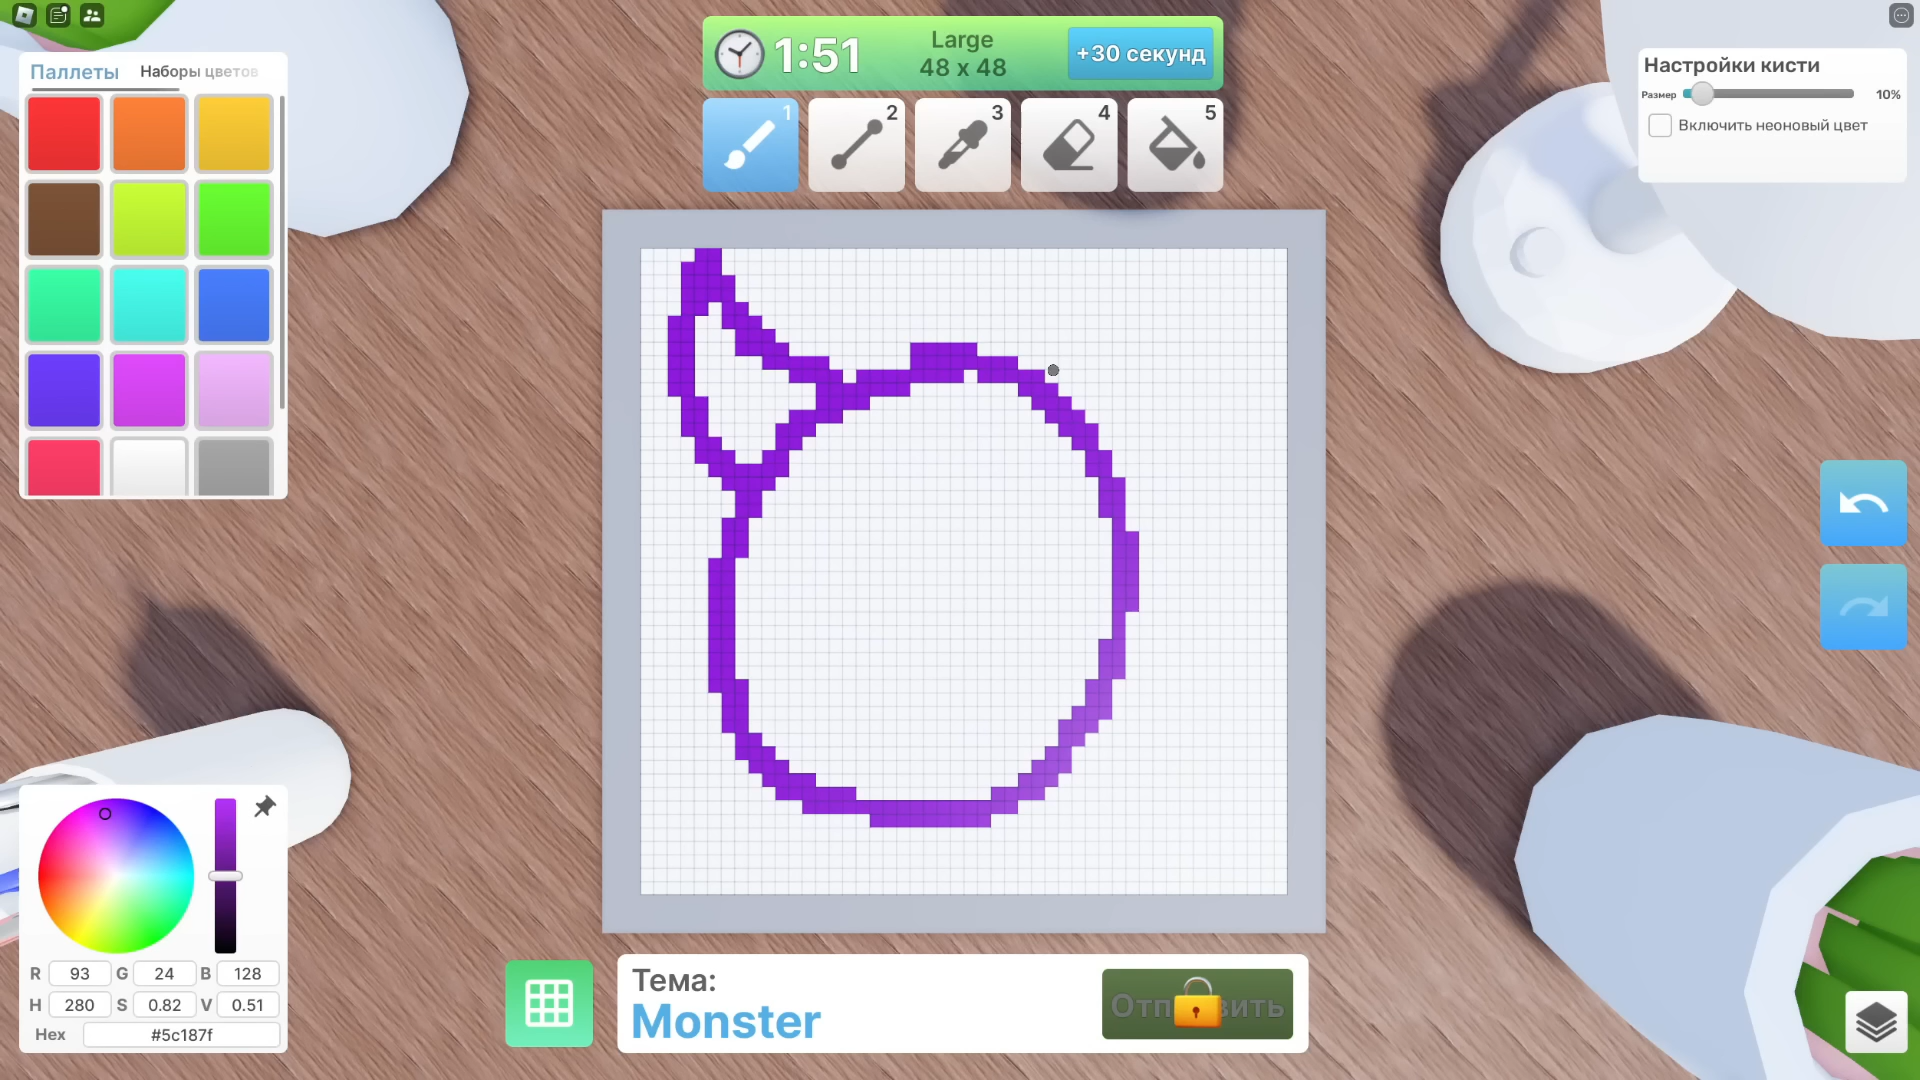 Паллеты
Наборы цветов
1:51
Large
48 x 48
+30 секунд
1
2
3
4
5
Настройки кисти
Размер
10%
Включить неоновый цвет
R 93 G 24 B 128
H 280 S 0.82 V 0.51
Hex #5c187f
Тема:
Monster